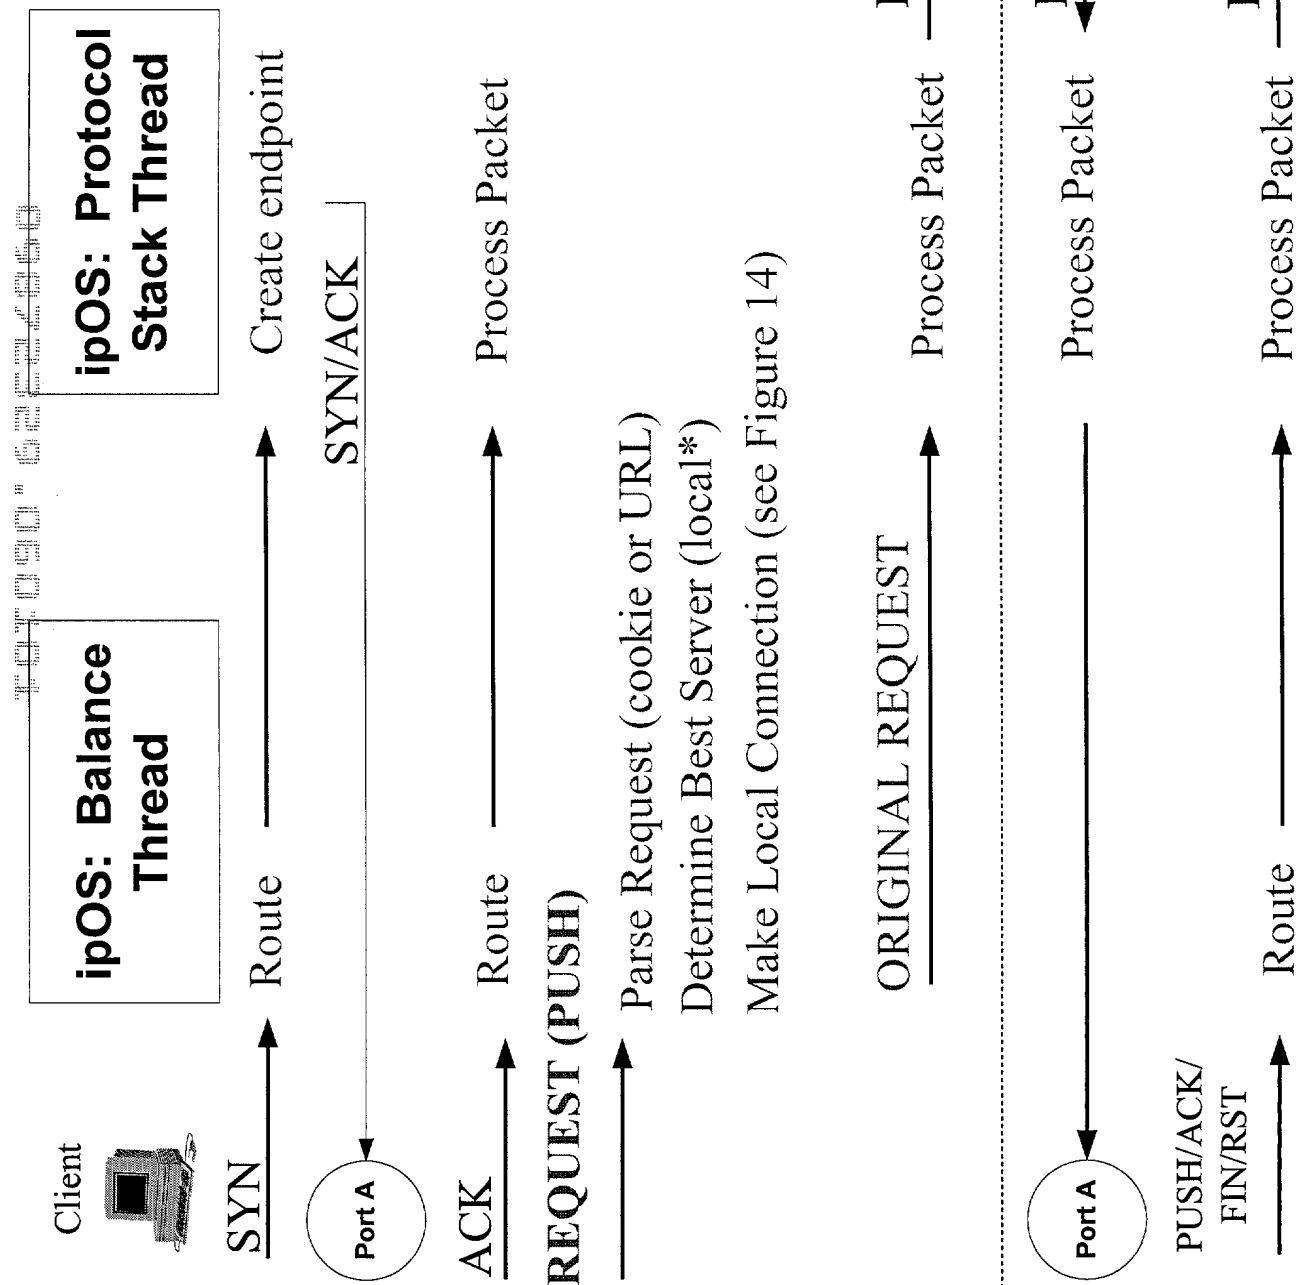 Client
ipOS: Balance
Thread
ipOS: Protocol
Stack Thread
SYN
Route
Create endpoint
SYN/ACK
Port A
ACK
Route
Process Packet
REQUEST (PUSH)
Parse Request (cookie or URL)
Determine Best Server (local*)
Make Local Connection (see Figure 14)
ORIGINAL REQUEST
Process Packet
Port A
Process Packet
PUSH/ACK/
FIN/RST
Route
Process Packet